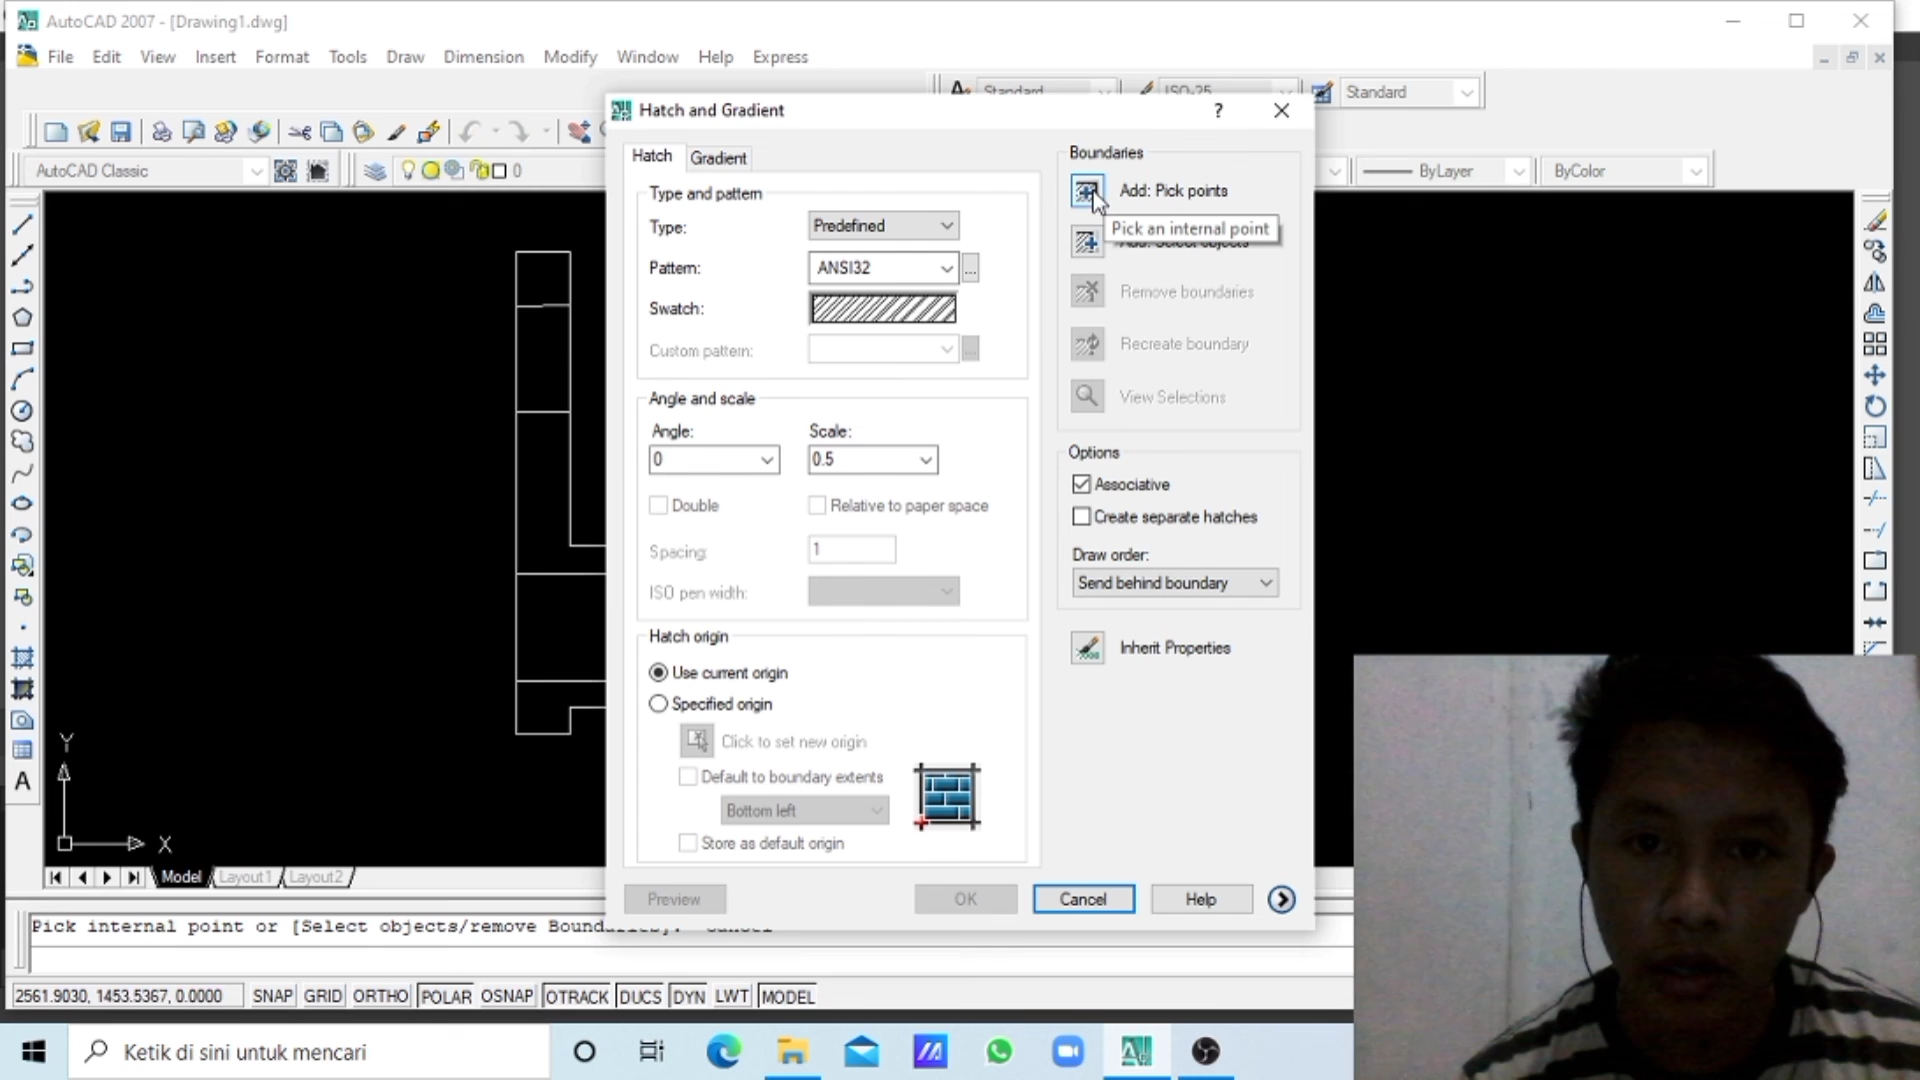 AutoCAD 2007 - [Drawing1.dwg]
File Edit View Insert Format Tools Draw Dimension Modify Window Help Express
Standard ISO-25 Standard
AutoCAD Classic 0 ByLayer ByColor
Hatch and Gradient ?
Hatch Gradient
Type and pattern
Type: Predefined
Pattern: ANSI32 ...
Swatch:
Custom pattern: ...
Angle and scale
Angle: Scale:
0 0.5
Double Relative to paper space
Spacing: 1
ISO pen width:
Hatch origin
Use current origin
Specified origin
Click to set new origin
Default to boundary extents
Bottom left
Store as default origin
Boundaries
Add: Pick points
Pick an internal point
Add: Select objects
Remove boundaries
Recreate boundary
View Selections
Options
Associative
Create separate hatches
Draw order:
Send behind boundary
Inherit Properties
Preview OK Cancel Help
A
Y
X
Model Layout1 Layout2
Pick internal point or [Select objects/remove Boundaries]: *Cancel*
2561.9030, 1453.5367, 0.0000 SNAP GRID ORTHO POLAR OSNAP OTRACK DUCS DYN LWT MODEL
Ketik di sini untuk mencari